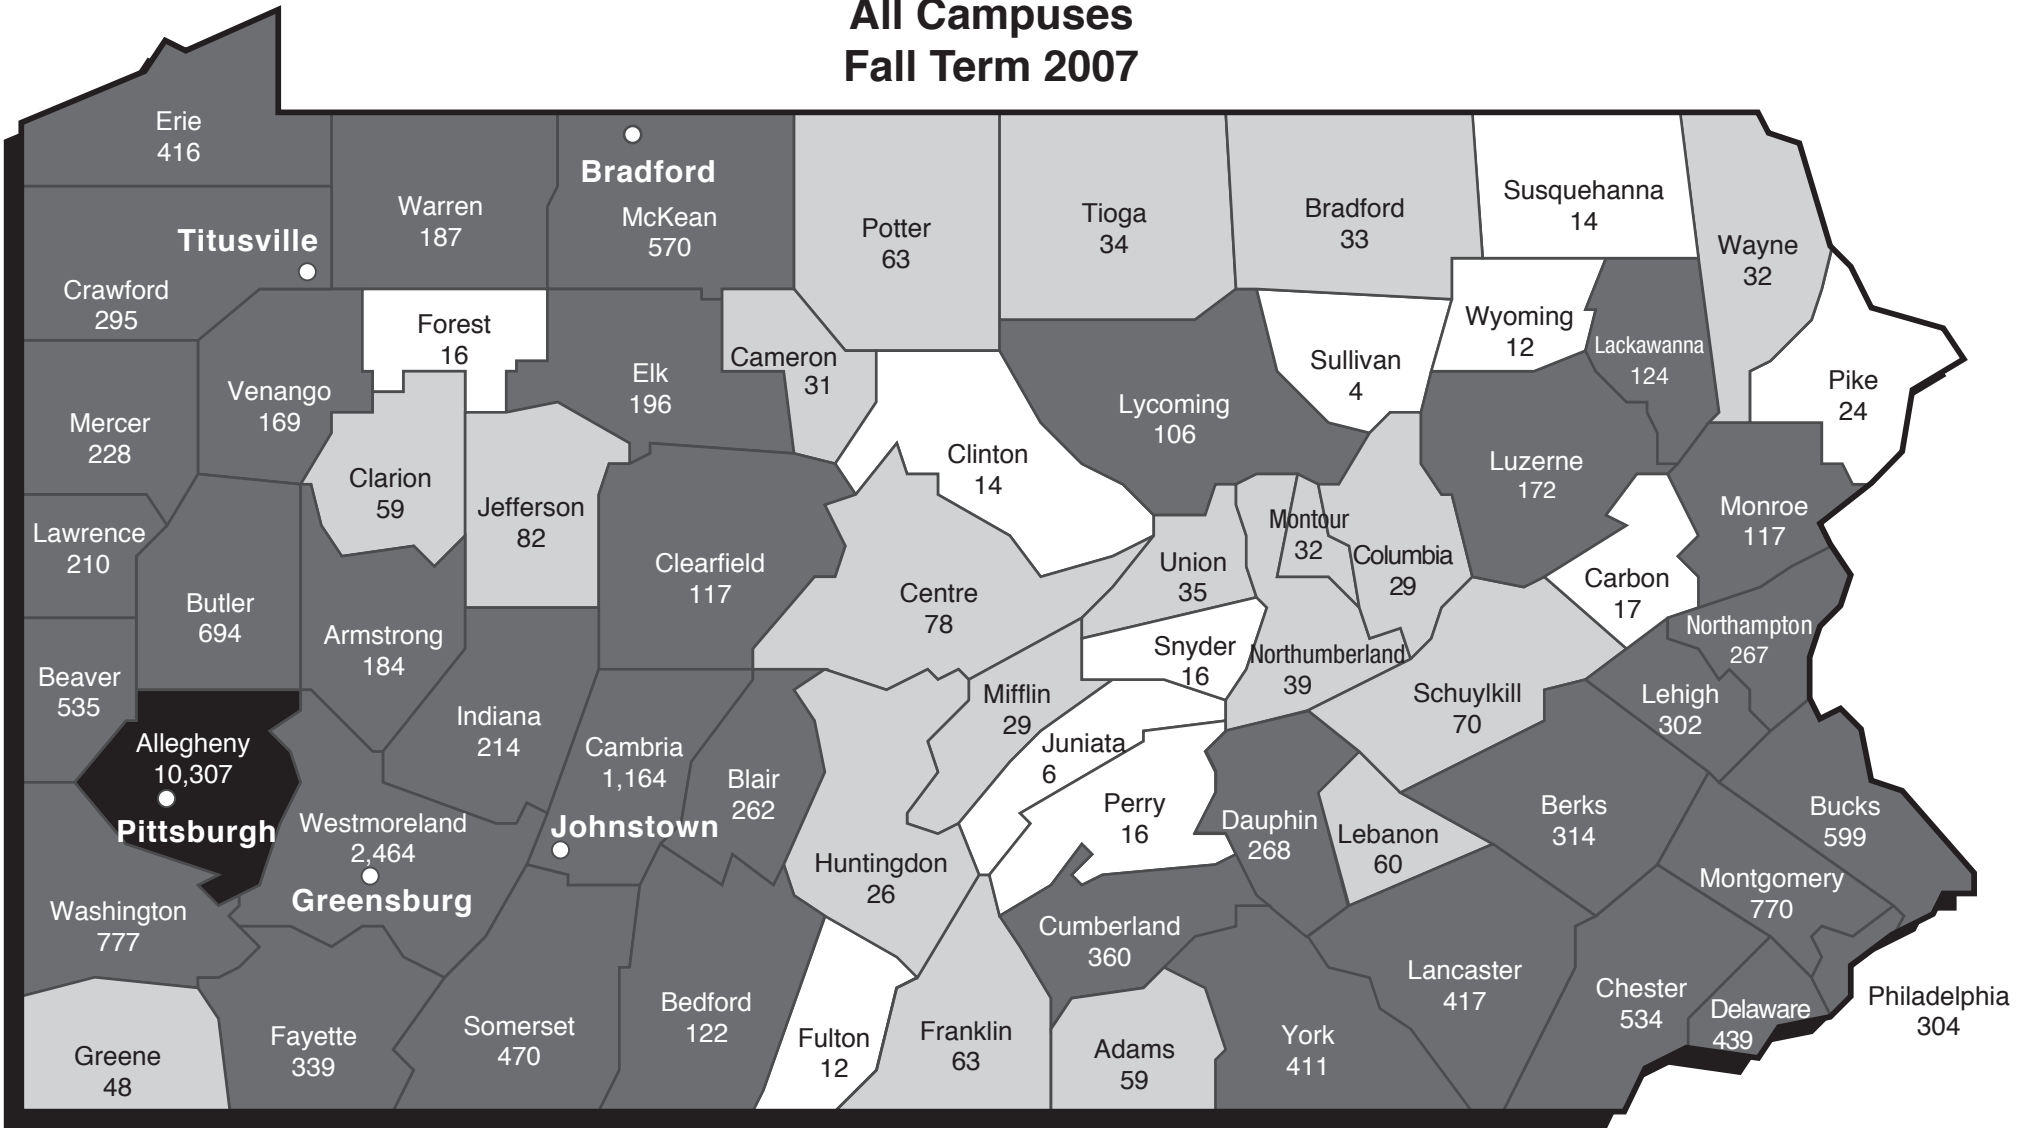 All Campuses
Fall Term 2007
Erie
416
Bradford
Warren
187
McKean
570
Potter
63
Tioga
34
Bradford
33
Susquehanna
14
Wayne
32
Titusville
Crawford
295
Forest
16
Cameron
31
Sullivan
4
Wyoming
12
Lackawanna
124
Pike
24
Mercer
228
Venango
169
Elk
196
Lycoming
106
Clinton
14
Luzerne
172
Monroe
117
Clarion
59
Jefferson
82
Lawrence
210
Clearfield
117
Centre
78
Union
35
Montour
32
Columbia
29
Carbon
17
Northampton
267
Butler
694
Armstrong
184
Snyder
16
Northumberland
39
Schuylkill
70
Lehigh
302
Beaver
535
Indiana
214
Mifflin
29
Juniata
6
Allegheny
10,307
Pittsburgh
Cambria
1,164
Blair
262
Westmoreland
2,464
Greensburg
Johnstown
Huntingdon
26
Perry
16
Dauphin
268
Lebanon
60
Berks
314
Bucks
599
Montgomery
770
Washington
777
Cumberland
360
Lancaster
417
Chester
534
Delaware
439
Philadelphia
304
Greene
48
Fayette
339
Somerset
470
Bedford
122
Fulton
12
Franklin
63
Adams
59
York
411